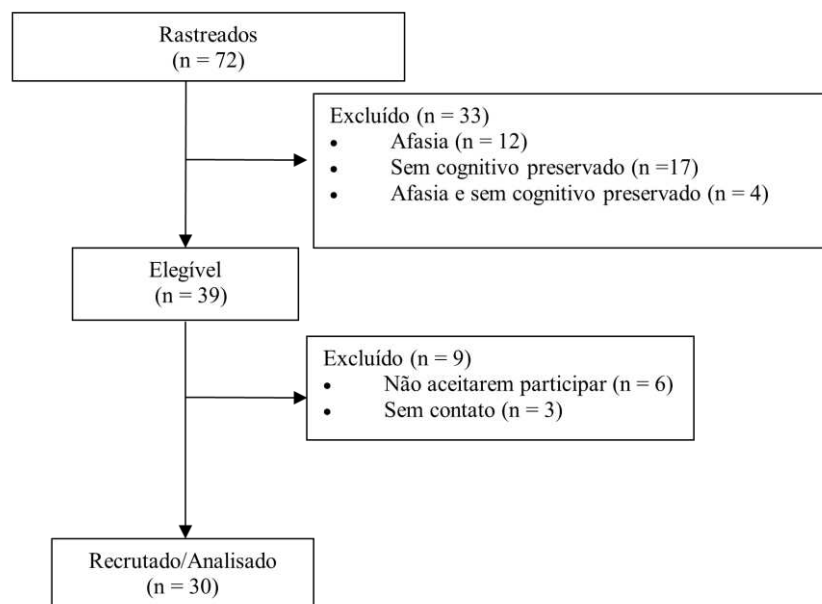 Rastreados
(n = 72)
Excluído (n = 33)
• Afasia (n = 12)
• Sem cognitivo preservado (n =17)
• Afasia e sem cognitivo preservado (n = 4)
Elegível
(n = 39)
Excluído (n = 9)
• Não aceitarem participar (n = 6)
• Sem contato (n = 3)
Recrutado/Analisado
(n = 30)